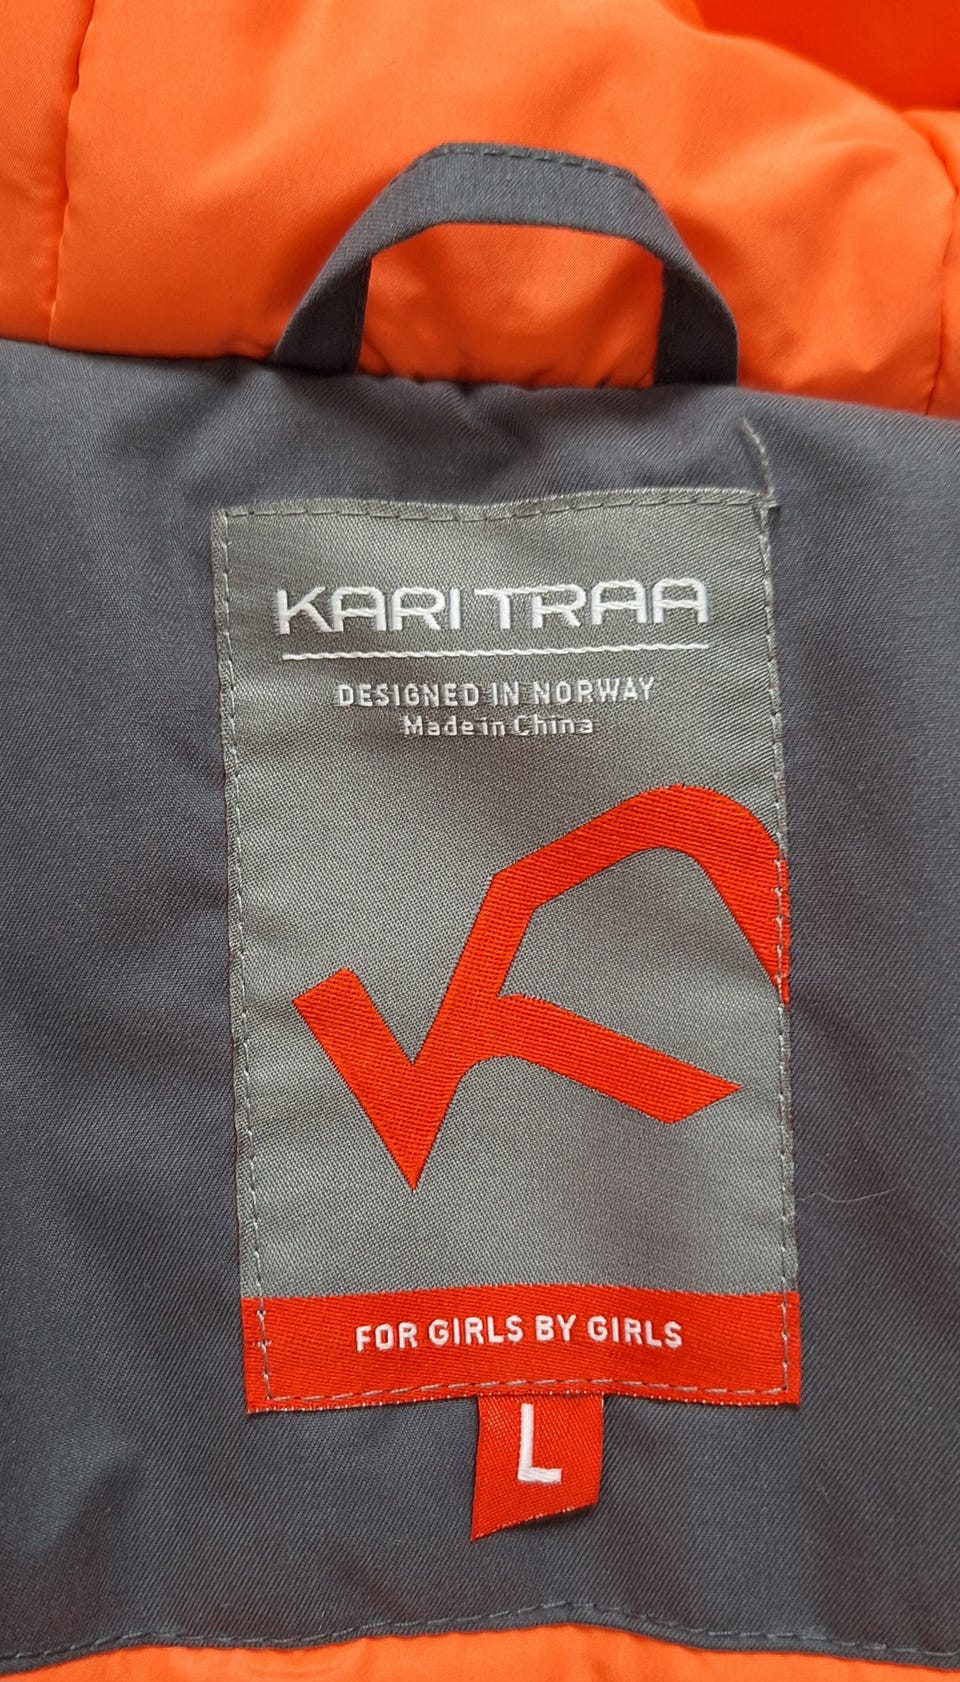 KARI TRAA
DESIGNED IN NORWAY
Made in China
FOR GIRLS BY GIRLS
L